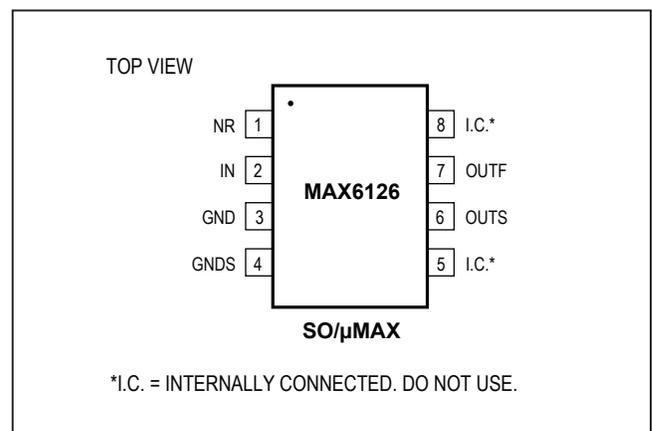 TOP VIEW
NR 1
IN 2
GND 3
GNDS 4
MAX6126
8 I.C.*
7 OUTF
6 OUTS
5 I.C.*
SO/µMAX
*I.C. = INTERNALLY CONNECTED. DO NOT USE.